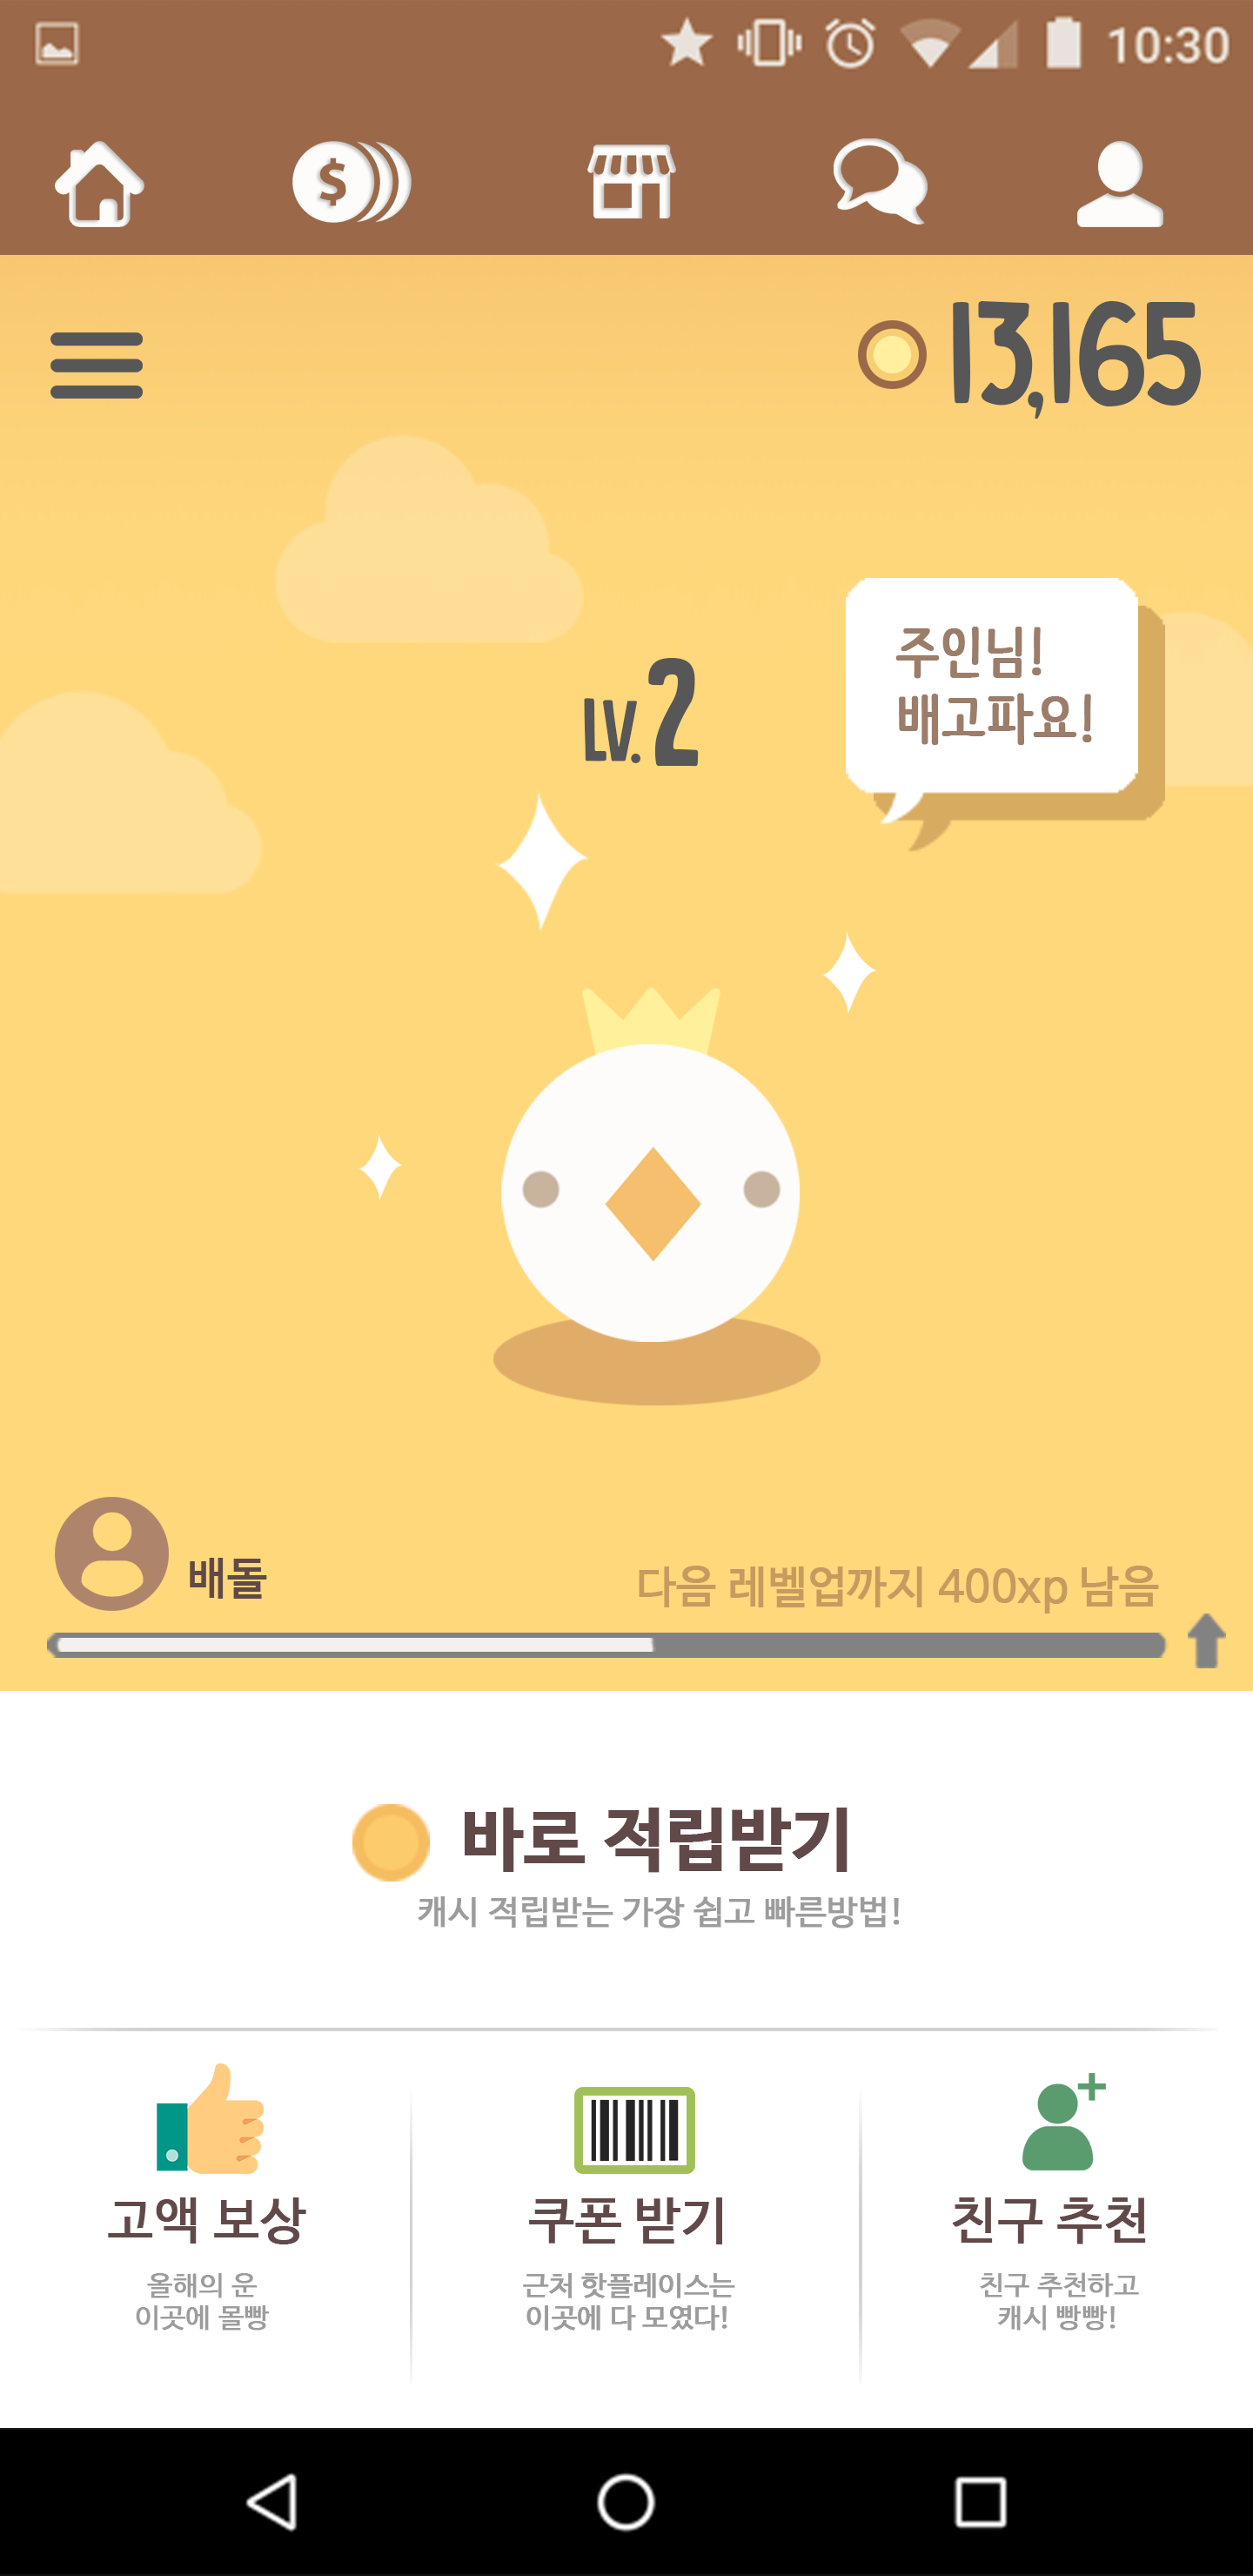 10:30
$
13,165
주인님!
배고파요!
LV.2
배돌
다음 레벨업까지 400xp 남음
바로 적립받기
캐시 적립받는 가장 쉽고 빠른방법!
고액 보상
올해의 운
이곳에 몰빵
쿠폰 받기
근처 핫플레이스는
이곳에 다 모였다!
친구 추천
친구 추천하고
캐시 빵빵!